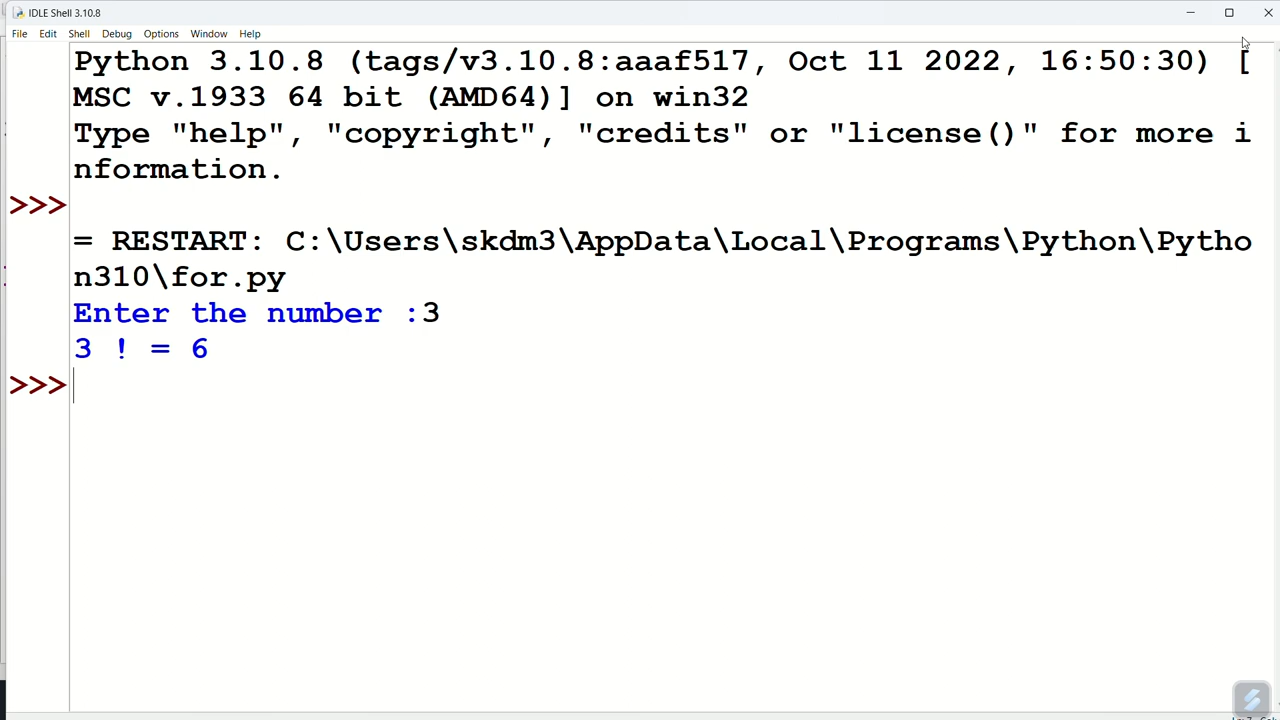 IDLE Shell 3.10.8
File Edit Shell Debug Options Window Help
Python 3.10.8 (tags/v3.10.8:aaaf517, Oct 11 2022, 16:50:30) [
MSC v.1933 64 bit (AMD64)] on win32
Type "help", "copyright", "credits" or "license()" for more i
nformation.
>>>
= RESTART: C:\Users\skdm3\AppData\Local\Programs\Python\Pytho
n310\for.py
Enter the number :3
3 ! = 6
>>>